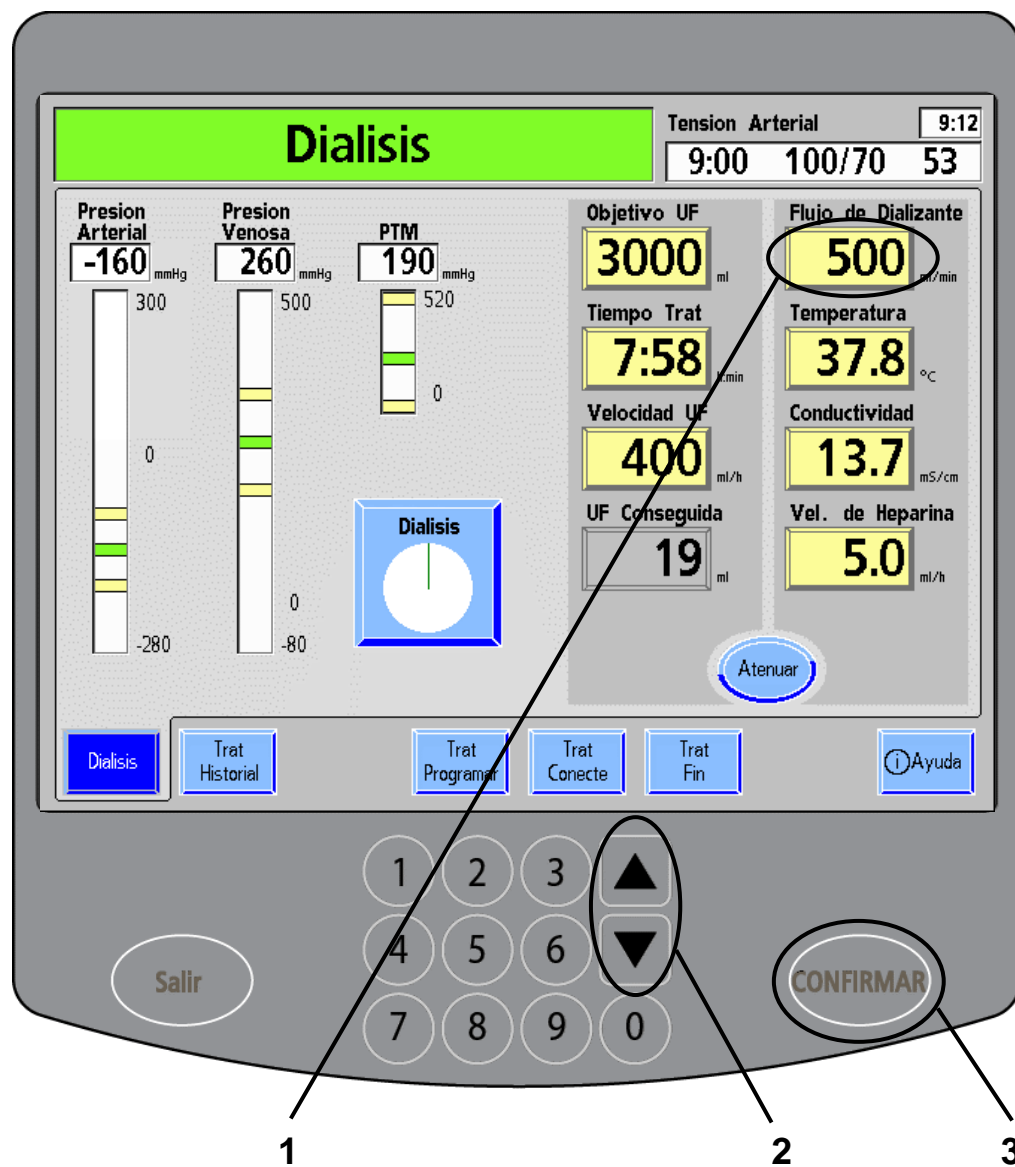 Dialisis
Tension Arterial 9:12
9:00 100/70 53
Presion Arterial
-160 mmHg
300
0
-280
Presion Venosa
260 mmHg
500
0
-80
PTM
190 mmHg
520
0
Dialisis
Objetivo UF
3000 ml
Tiempo Trat
7:58 h:min
Velocidad UF
400 ml/h
UF Conseguida
19 ml
Flujo de Dializante
500 ml/min
Temperatura
37.8 °C
Conductividad
13.7 mS/cm
Vel. de Heparina
5.0 ml/h
Atenuar
Dialisis
Trat Historial
Trat Programar
Trat Conecte
Trat Fin
i Ayuda
1 2 3
4 5 6
7 8 9 0
Salir
CONFIRMAR
1 2 3